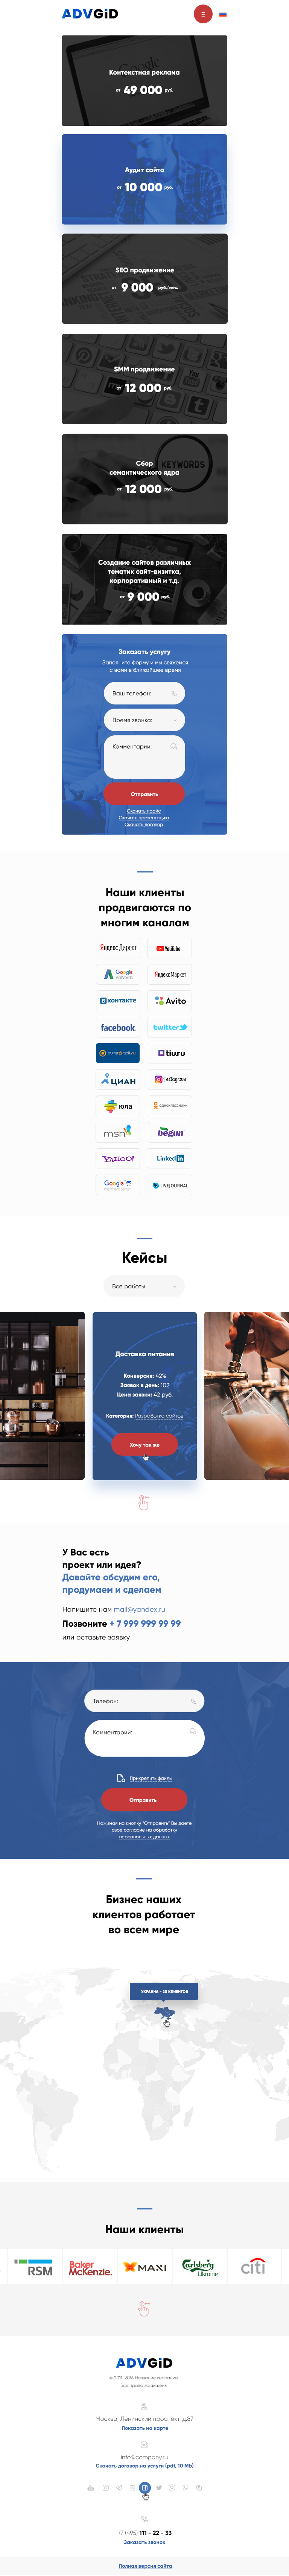 ADVGiD
Контекстная реклама
от 49 000 руб.
Аудит сайта
от 10 000 руб.
SEO продвижение
от 9 000 руб./мес.
SMM продвижение
от 12 000 руб.
KEYWORDS
Сбор
семантического ядра
от 12 000 руб.
Создание сайтов различных
тематик сайт-визитка,
корпоративный и т.д.
от 9 000 руб.
Заказать услугу
Заполните форму и мы свяжемся
с вами в ближайшее время
Ваш телефон:
Время звонка:
Комментарий:
Отправить
Скачать прайс
Скачать презентацию
Скачать договор
Наши клиенты
продвигаются по
многим каналам
Яндекс Директ
YouTube
Google
AdWords
Яндекс Маркет
В контакте
Avito
facebook
twitter
tiu.ru
ЦИАН
Instagram
юла
одноклассники
msn
begun
YAHOO!
Linked in
Google
LIVEJOURNAL
Кейсы
Все работы
Доставка питания
Конверсия: 42%
Заявок в день: 102
Цена заявки: 42 руб.
Категория: Разработка сайтов
Хочу так же
У Вас есть
проект или идея?
Давайте обсудим его,
продумаем и сделаем
Напишите нам mail@yandex.ru
Позвоните + 7 999 999 99 99
или оставьте заявку
Телефон:
Комментарий:
Прикрепить файлы
Отправить
Нажимая на кнопку "Отправить" Вы даете
свое согласие на обработку
персональных данных
Бизнес наших
клиентов работает
во всем мире
УКРАИНА - 30 КЛИЕНТОВ
Наши клиенты
RSM
Baker
McKenzie.
MAXI
Carlsberg
Ukraine
citi
ADVGiD
© 2011-2016 Название компании.
Все права защищены
Москва, Ленинский проспект, д.87
Показать на карте
info@company.ru
Скачать договор на услуги (pdf, 10 Mb)
+7 (495) 111 - 22 - 33
Заказать звонок
Полная версия сайта